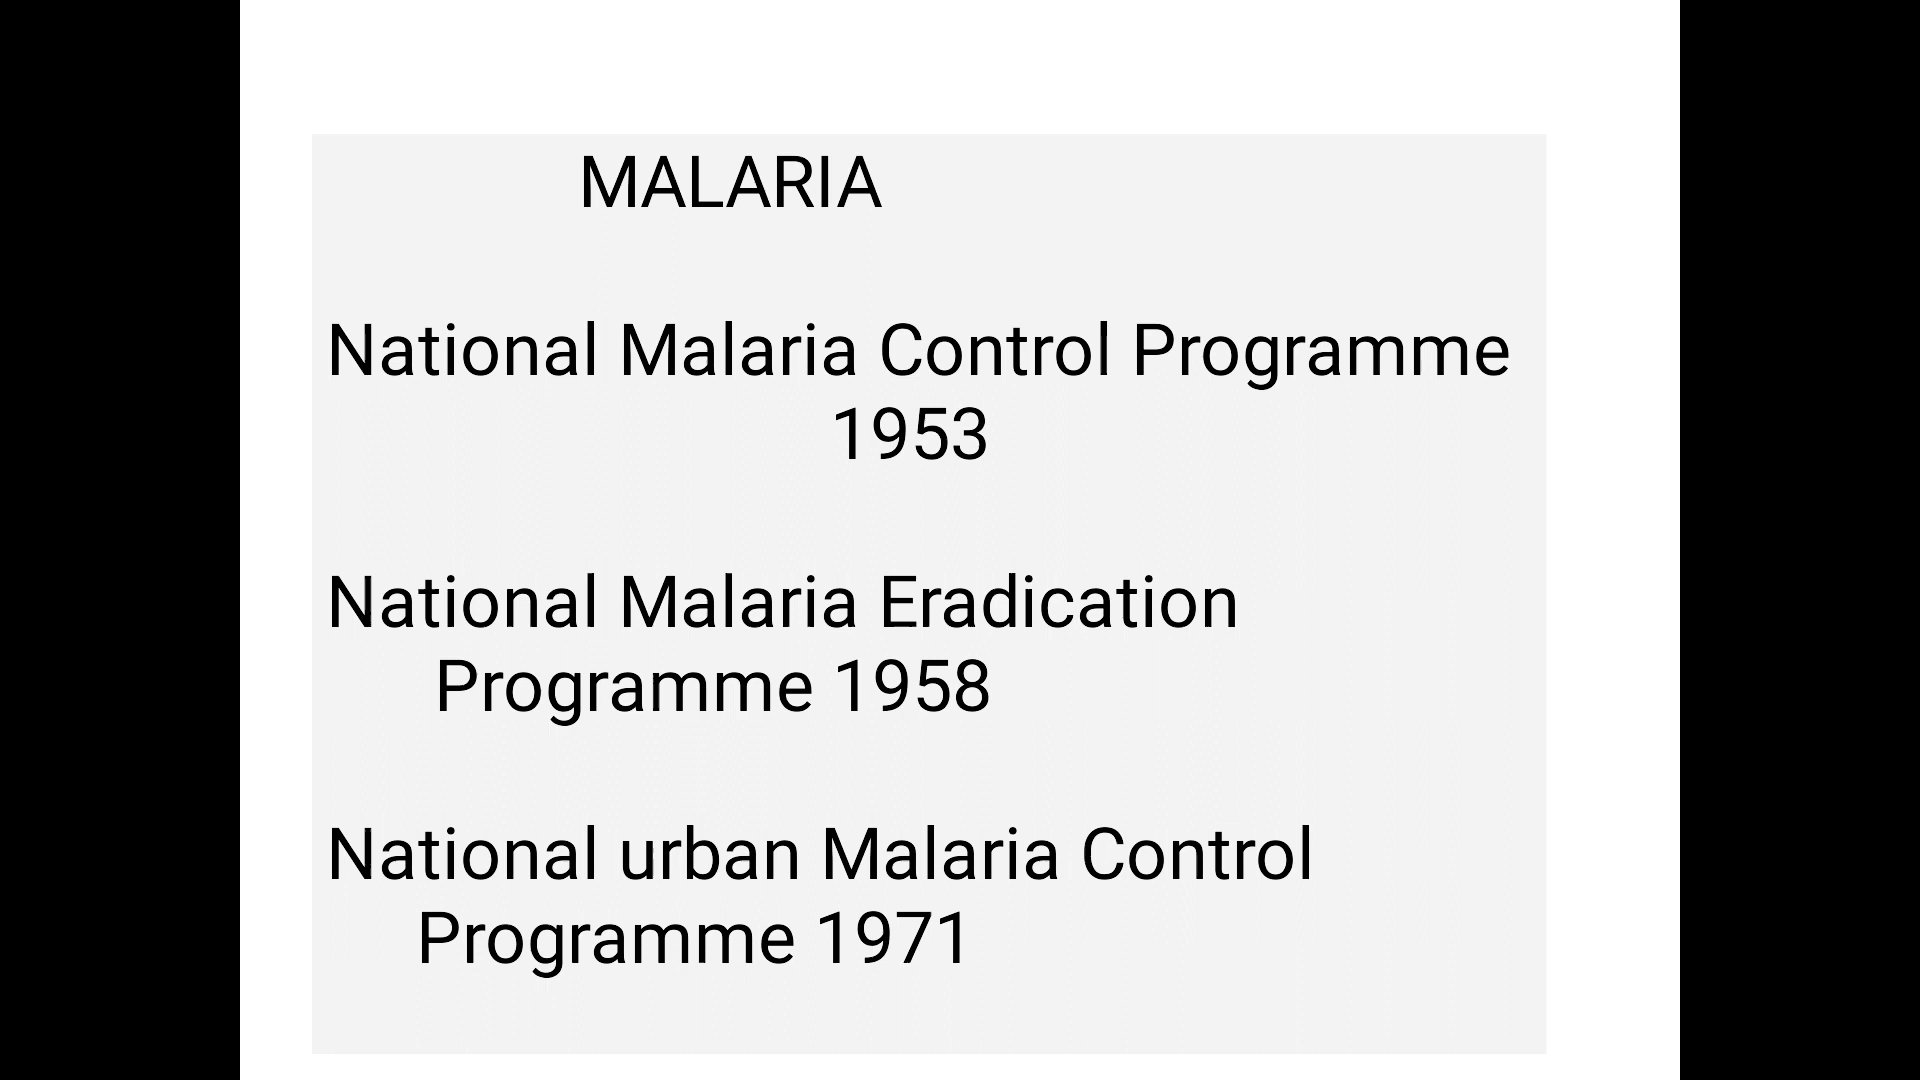 MALARIA
National Malaria Control Programme
1953
National Malaria Eradication
Programme 1958
National urban Malaria Control
Programme 1971